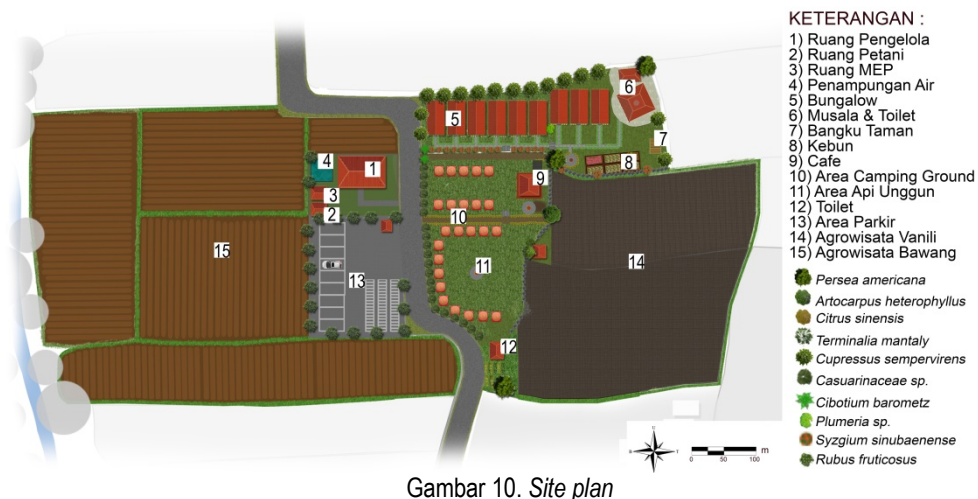 KETERANGAN :
1) Ruang Pengelola
2) Ruang Petani
3) Ruang MEP
4) Penampungan Air
5) Bungalow
6) Musala & Toilet
7) Bangku Taman
8) Kebun
9) Cafe
10) Area Camping Ground
11) Area Api Unggun
12) Toilet
13) Area Parkir
14) Agrowisata Vanili
15) Agrowisata Bawang
Persea americana
Artocarpus heterophyllus
Citrus sinensis
Terminalia mantaly
Cupressus sempervirens
Casuarinaceae sp.
Cibotium barometz
Plumeria sp.
Syzgium sinubaenense
Rubus fruticosus
6
5
7
4
1
8
9
3
2
10
15
14
11
13
12
0 50 100 m
Gambar 10. Site plan